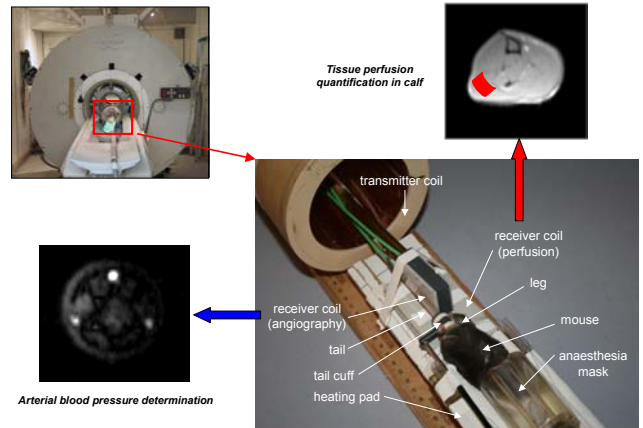 Tissue perfusion
quantification in calf
transmitter coil
receiver coil
(perfusion)
leg
receiver coil
(angiography)
mouse
tail
anaesthesia
mask
tail cuff
heating pad
Arterial blood pressure determination